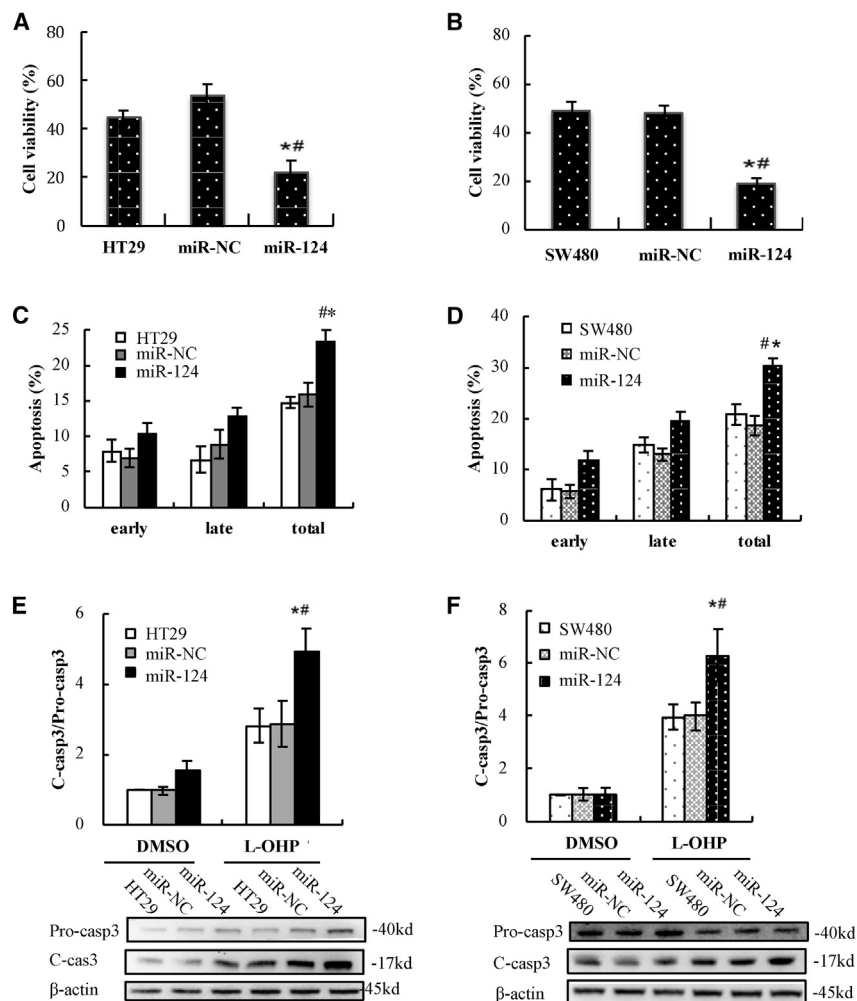 A
Cell viability (%)
80
60
40
20
0
*#
HT29 miR-NC miR-124
B
Cell viability (%)
80
60
40
20
0
*#
SW480 miR-NC miR-124
C
Apoptosis (%)
25
20
15
10
5
0
HT29
miR-NC
miR-124
#*
early late total
D
Apoptosis (%)
40
30
20
10
0
SW480
miR-NC
miR-124
#*
early late total
E
C-casp3/Pro-casp3
6
4
2
0
HT29
miR-NC
miR-124
*#
DMSO L-OHP
HT29 miR-NC miR-124 HT29 miR-NC miR-124
Pro-casp3 -40kd
C-cas3 -17kd
β-actin -45kd
F
C-casp3/Pro-casp3
8
6
4
2
0
SW480
miR-NC
miR-124
*#
DMSO L-OHP
SW480 miR-NC miR-124 SW480 miR-NC miR-124
Pro-casp3 -40kd
C-casp3 -17kd
β-actin -45kd